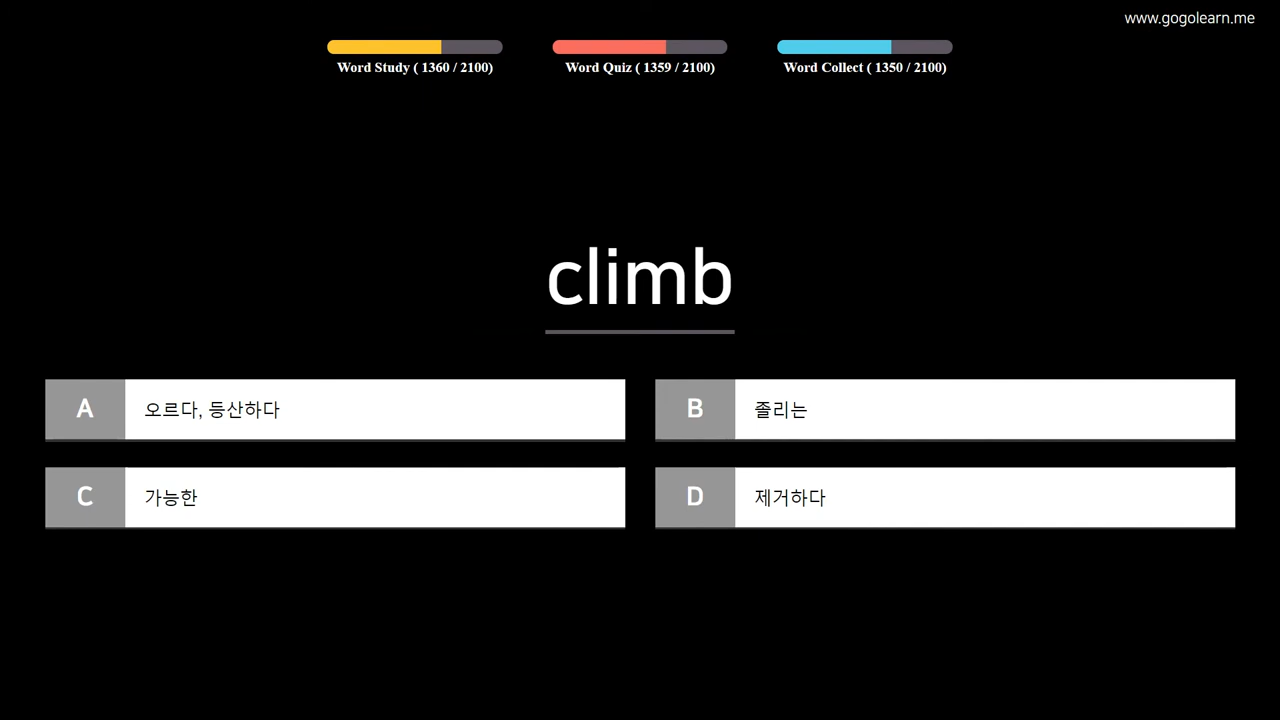 www.gogolearn.me
Word Study ( 1360 / 2100)
Word Quiz ( 1359 / 2100)
Word Collect ( 1350 / 2100)
climb
A 오르다, 등산하다
B 졸리는
C 가능한
D 제거하다